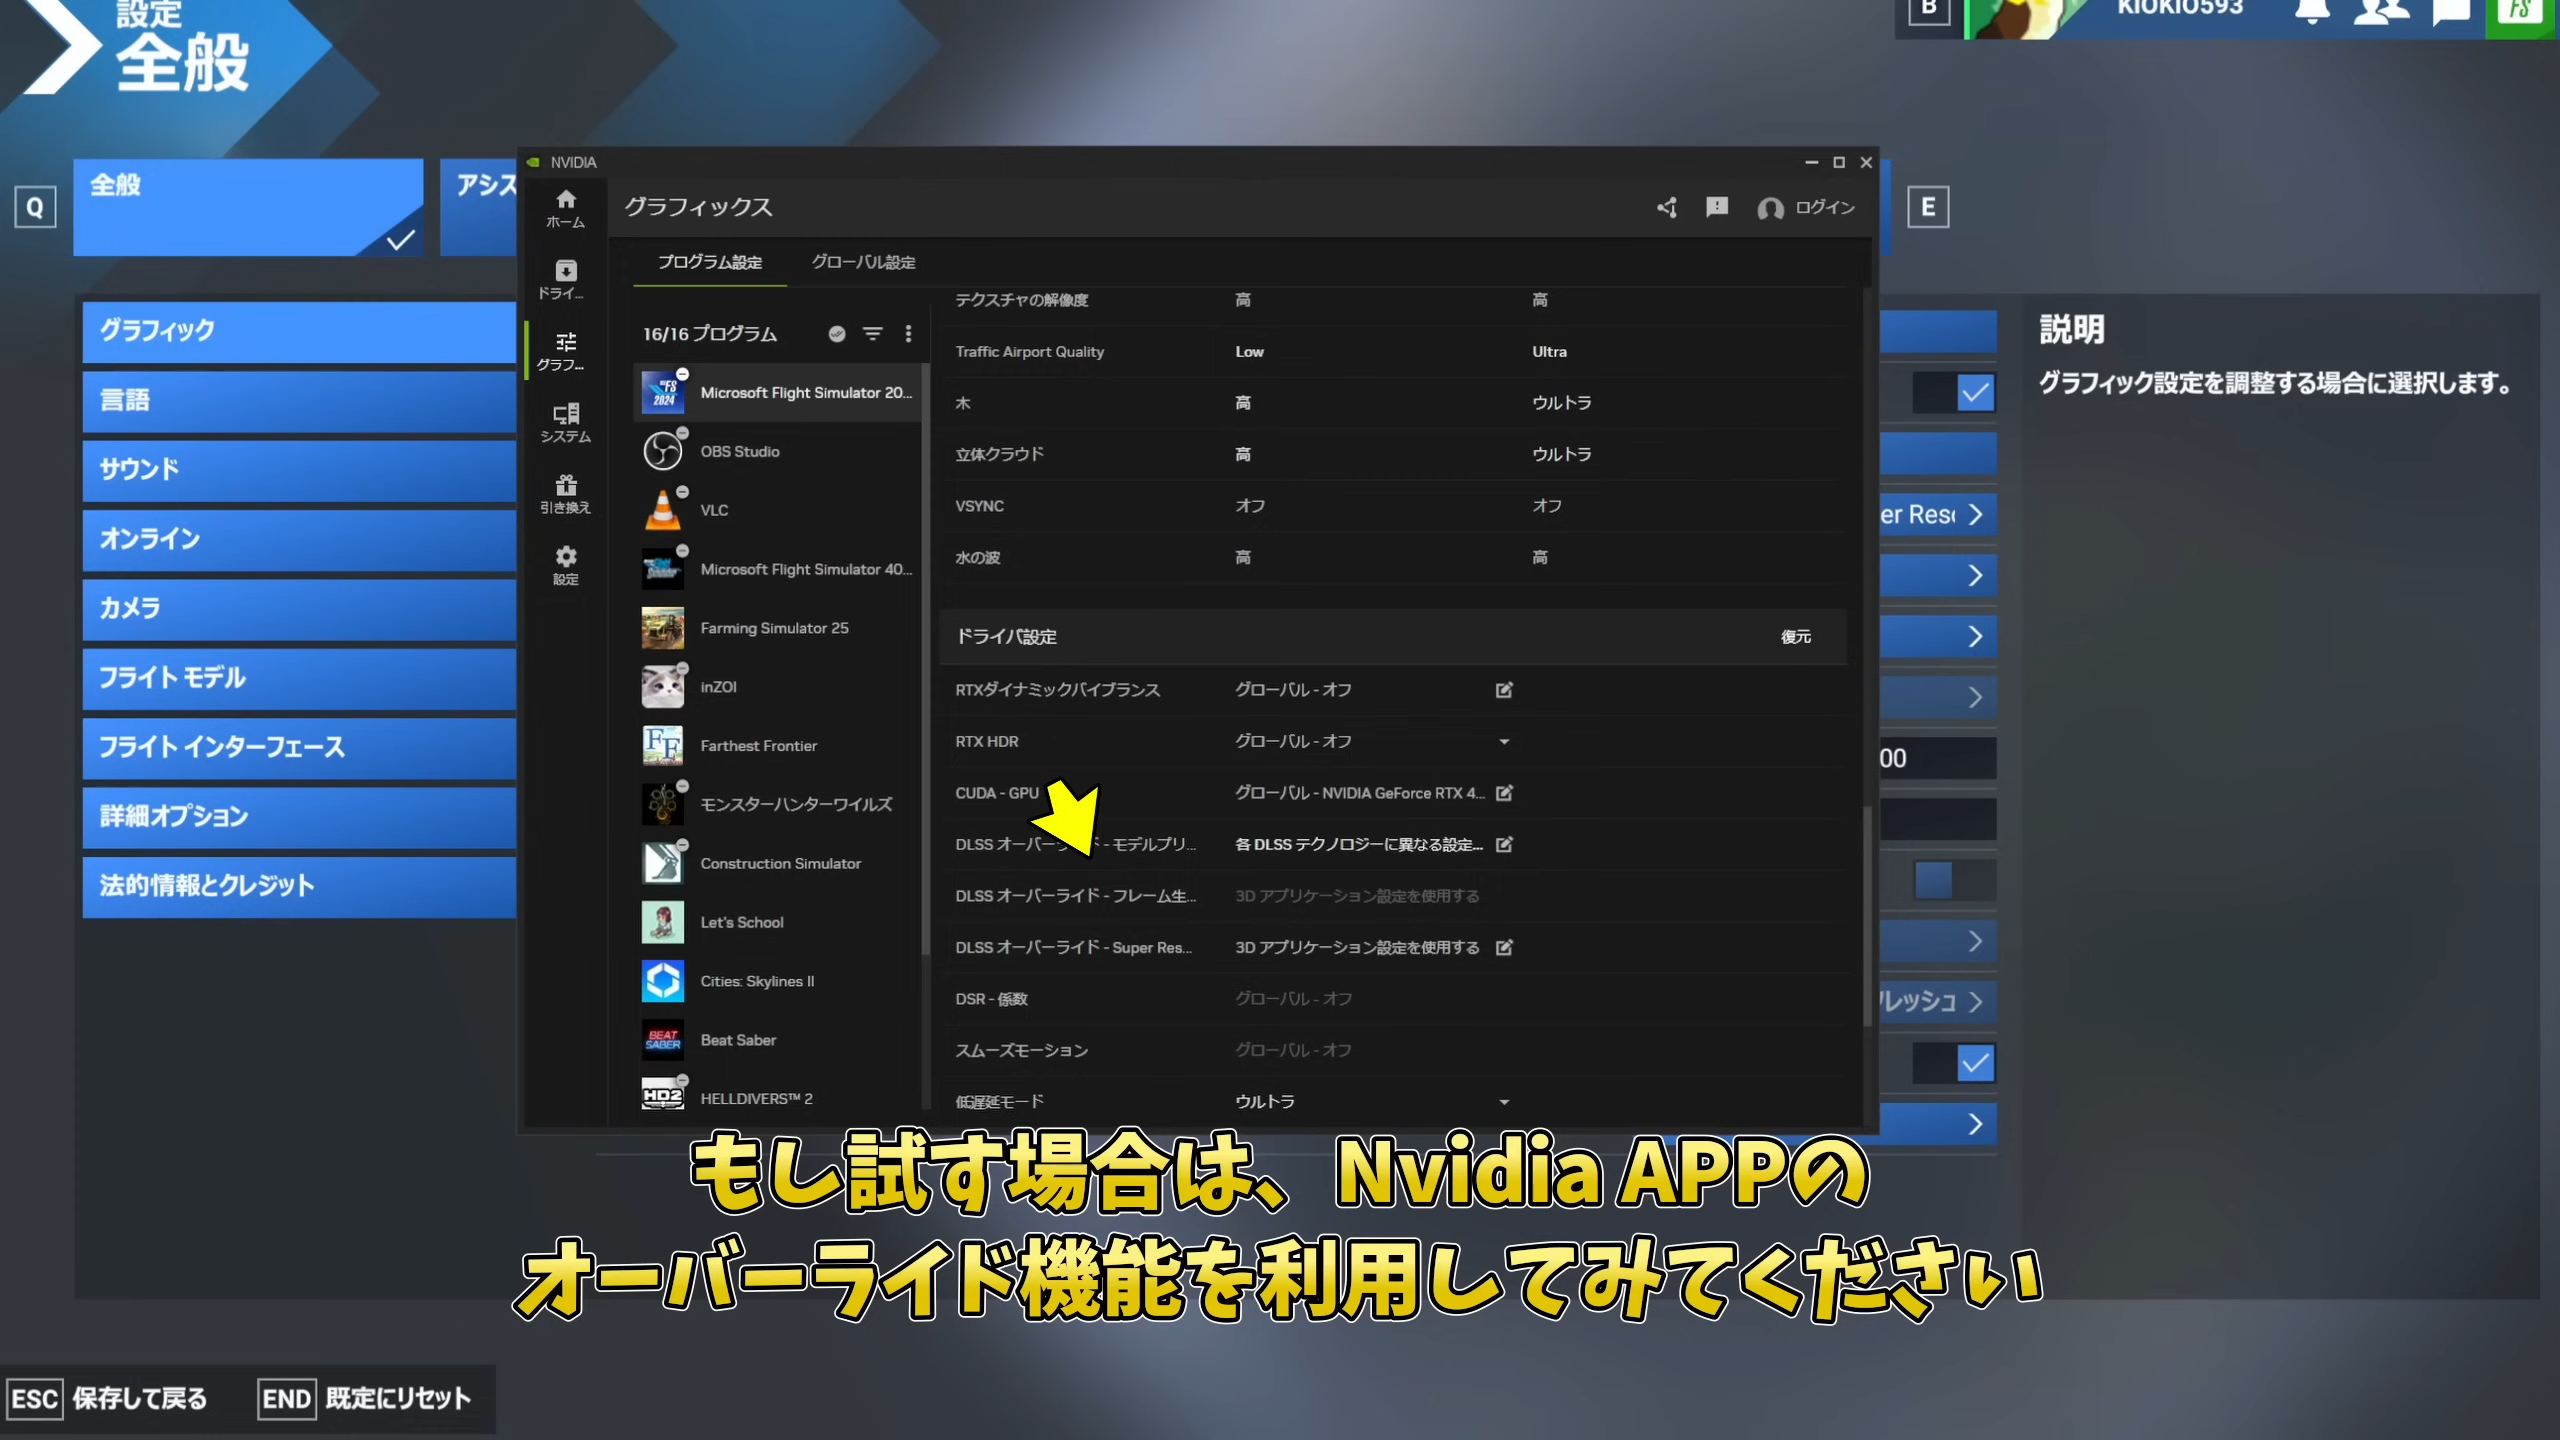 設定
全般
B
KIOKIO593
FS
Q
全般
アシス
E
NVIDIA
グラフィックス
ログイン
ホーム
ドライ...
グラフ...
システム
引き換え
設定
プログラム設定
グローバル設定
16/16 プログラム
FS 2024
Microsoft Flight Simulator 20...
OBS Studio
VLC
Microsoft Flight Simulator 40...
Farming Simulator 25
inZOI
FF
Farthest Frontier
モンスターハンターワイルズ
Construction Simulator
Let's School
Cities: Skylines II
BEAT SABER
Beat Saber
HD2
HELLDIVERS™ 2
テクスチャの解像度 高 高
Traffic Airport Quality Low Ultra
木 高 ウルトラ
立体クラウド 高 ウルトラ
VSYNC オフ オフ
水の波 高 高
ドライバ設定 復元
RTXダイナミックバイブランス グローバル - オフ
RTX HDR グローバル - オフ
CUDA - GPU グローバル - NVIDIA GeForce RTX 4...
DLSS オーバーライド - モデルプリ... 各 DLSS テクノロジーに異なる設定...
DLSS オーバーライド - フレーム生... 3D アプリケーション設定を使用する
DLSS オーバーライド - Super Res... 3D アプリケーション設定を使用する
DSR - 係数 グローバル - オフ
スムーズモーション グローバル - オフ
低遅延モード ウルトラ
グラフィック
言語
サウンド
オンライン
カメラ
フライト モデル
フライト インターフェース
詳細オプション
法的情報とクレジット
er Reso
00
レッシュ
説明
グラフィック設定を調整する場合に選択します。
もし試す場合は、Nvidia APPの
オーバーライド機能を利用してみてください
ESC 保存して戻る
END 既定にリセット